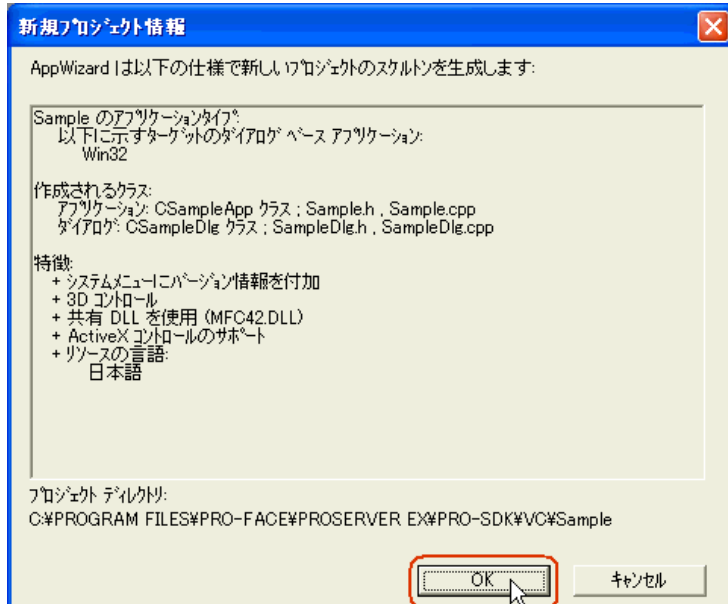 新規ﾌﾟﾛｼﾞｪｸﾄ情報
AppWizard は以下の仕様で新しいﾌﾟﾛｼﾞｪｸﾄのｽｹﾙﾄﾝを生成します:
Sample のｱﾌﾟﾘｹｰｼｮﾝﾀｲﾌﾟ:
以下に示すﾀｰｹﾞｯﾄのﾀﾞｲｱﾛｸﾞ ﾍﾞｰｽ ｱﾌﾟﾘｹｰｼｮﾝ:
Win32
作成されるｸﾗｽ:
ｱﾌﾟﾘｹｰｼｮﾝ: CSampleApp ｸﾗｽ ; Sample.h , Sample.cpp
ﾀﾞｲｱﾛｸﾞ: CSampleDlg ｸﾗｽ ; SampleDlg.h , SampleDlg.cpp
特徴:
+ ｼｽﾃﾑﾒﾆｭｰにﾊﾞｰｼﾞｮﾝ情報を付加
+ 3D ｺﾝﾄﾛｰﾙ
+ 共有 DLL を使用 (MFC42.DLL)
+ ActiveX ｺﾝﾄﾛｰﾙのｻﾎﾟｰﾄ
+ ﾘｿｰｽの言語:
日本語
ﾌﾟﾛｼﾞｪｸﾄ ﾃﾞｨﾚｸﾄﾘ:
C:¥PROGRAM FILES¥PRO-FACE¥PROSERVER EX¥PRO-SDK¥VC¥Sample
OK ｷｬﾝｾﾙ